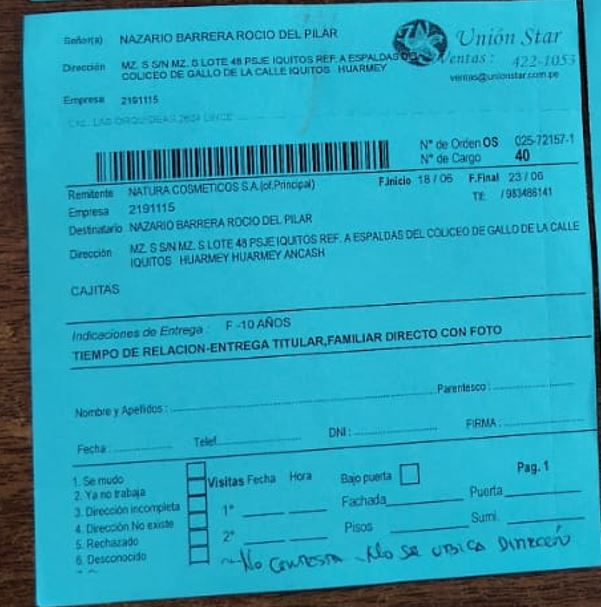 Señor(a) NAZARIO BARRERA ROCIO DEL PILAR
Unión Star
Ventas : 422-1053
ventas@unionstar.com.pe
Dirección MZ. S S/N MZ. S LOTE 48 PSJE IQUITOS REF. A ESPALDAS DEL
COLICEO DE GALLO DE LA CALLE IQUITOS HUARMEY
Empresa 2191115
CAL. LAS ORQUIDEAS 2624 LINCE
N° de Orden OS 025-72157-1
N° de Cargo 40
Remitente NATURA COSMETICOS S.A.(of.Principal) F.Inicio 18 / 06 F.Final 23 / 06
Empresa 2191115 Tlf: / 983486141
Destinatario NAZARIO BARRERA ROCIO DEL PILAR
Dirección MZ. S S/N MZ. S LOTE 48 PSJE IQUITOS REF. A ESPALDAS DEL COLICEO DE GALLO DE LA CALLE
IQUITOS HUARMEY HUARMEY ANCASH
CAJITAS
Indicaciones de Entrega : F -10 AÑOS
TIEMPO DE RELACION-ENTREGA TITULAR,FAMILIAR DIRECTO CON FOTO
Nombre y Apellidos : Parentesco :
Fecha : Telef. DNI : FIRMA :
1. Se mudo Visitas Fecha Hora Bajo puerta Pag. 1
2. Ya no trabaja
3. Dirección incompleta 1° Fachada Puerta
4. Dirección No existe
5. Rechazado 2° Pisos Sumi.
6. Desconocido
~ No contesta - No se ubica Dirección